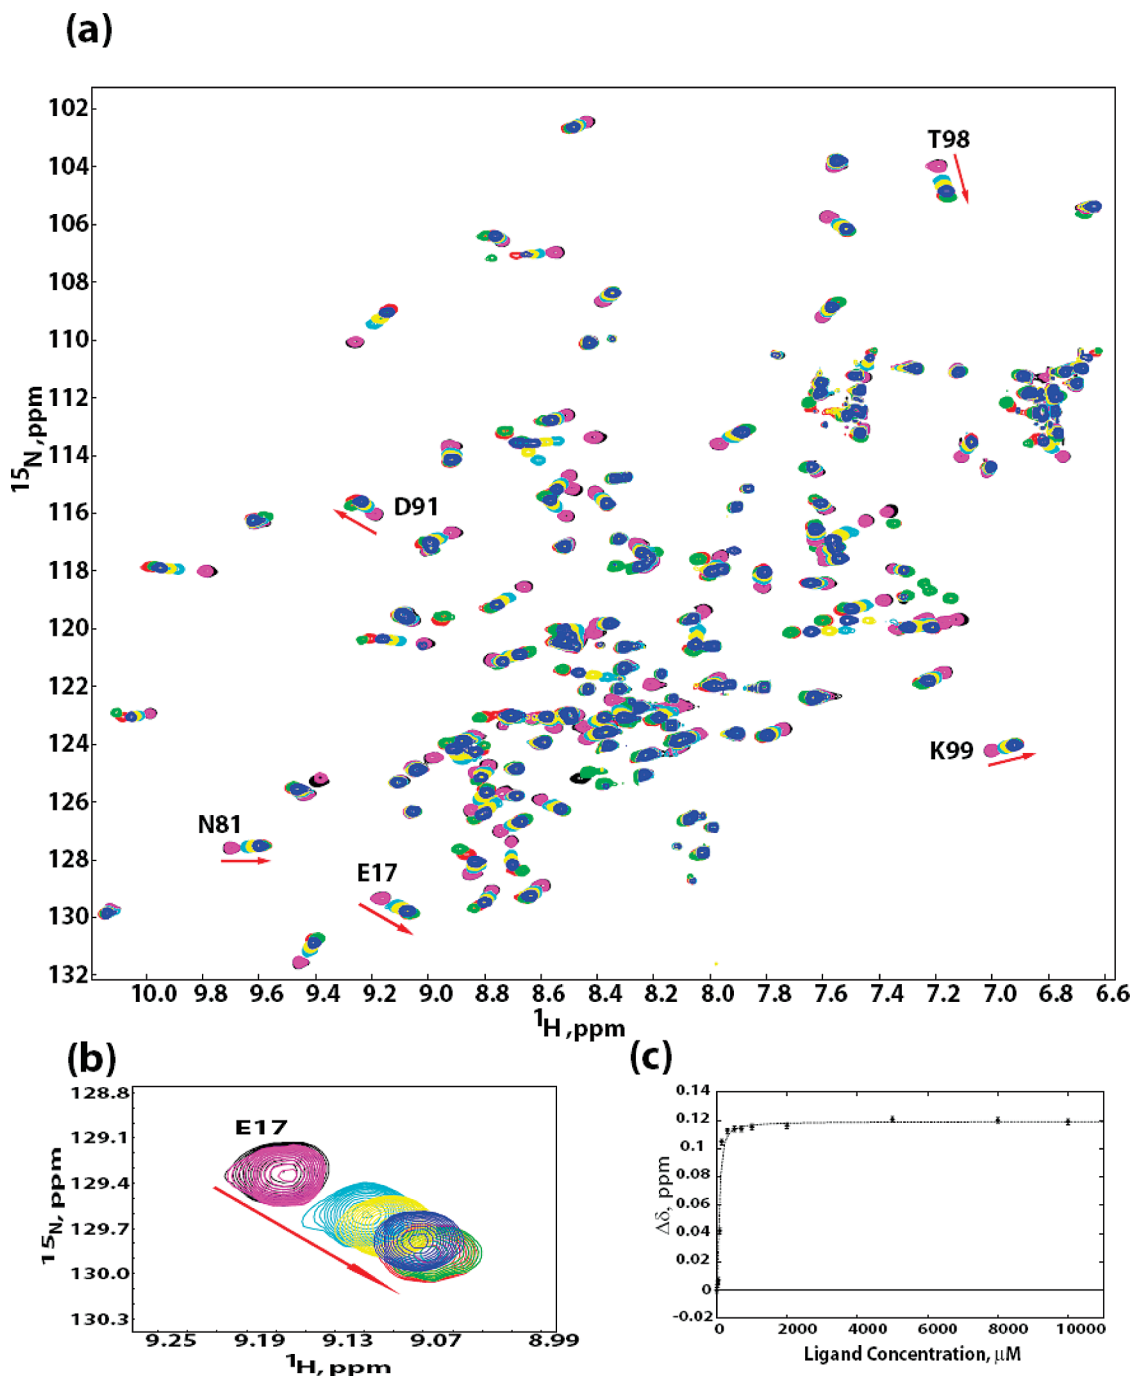 (a)
102
104
106
108
110
112
114
116
118
120
122
124
126
128
130
132
15N,ppm
T98
D91
K99
N81
E17
10.0 9.8 9.6 9.4 9.2 9.0 8.8 8.6 8.4 8.2 8.0 7.8 7.6 7.4 7.2 7.0 6.8 6.6
1H ,ppm
(b)
128.8
129.1
129.4
129.7
130.0
130.3
15N, ppm
E17
9.25 9.19 9.13 9.07 8.99
1H, ppm
(c)
0.14
0.12
0.10
0.08
0.06
0.04
0.02
0
-0.02
Δδ, ppm
0 2000 4000 6000 8000 10000
Ligand Concentration, μM